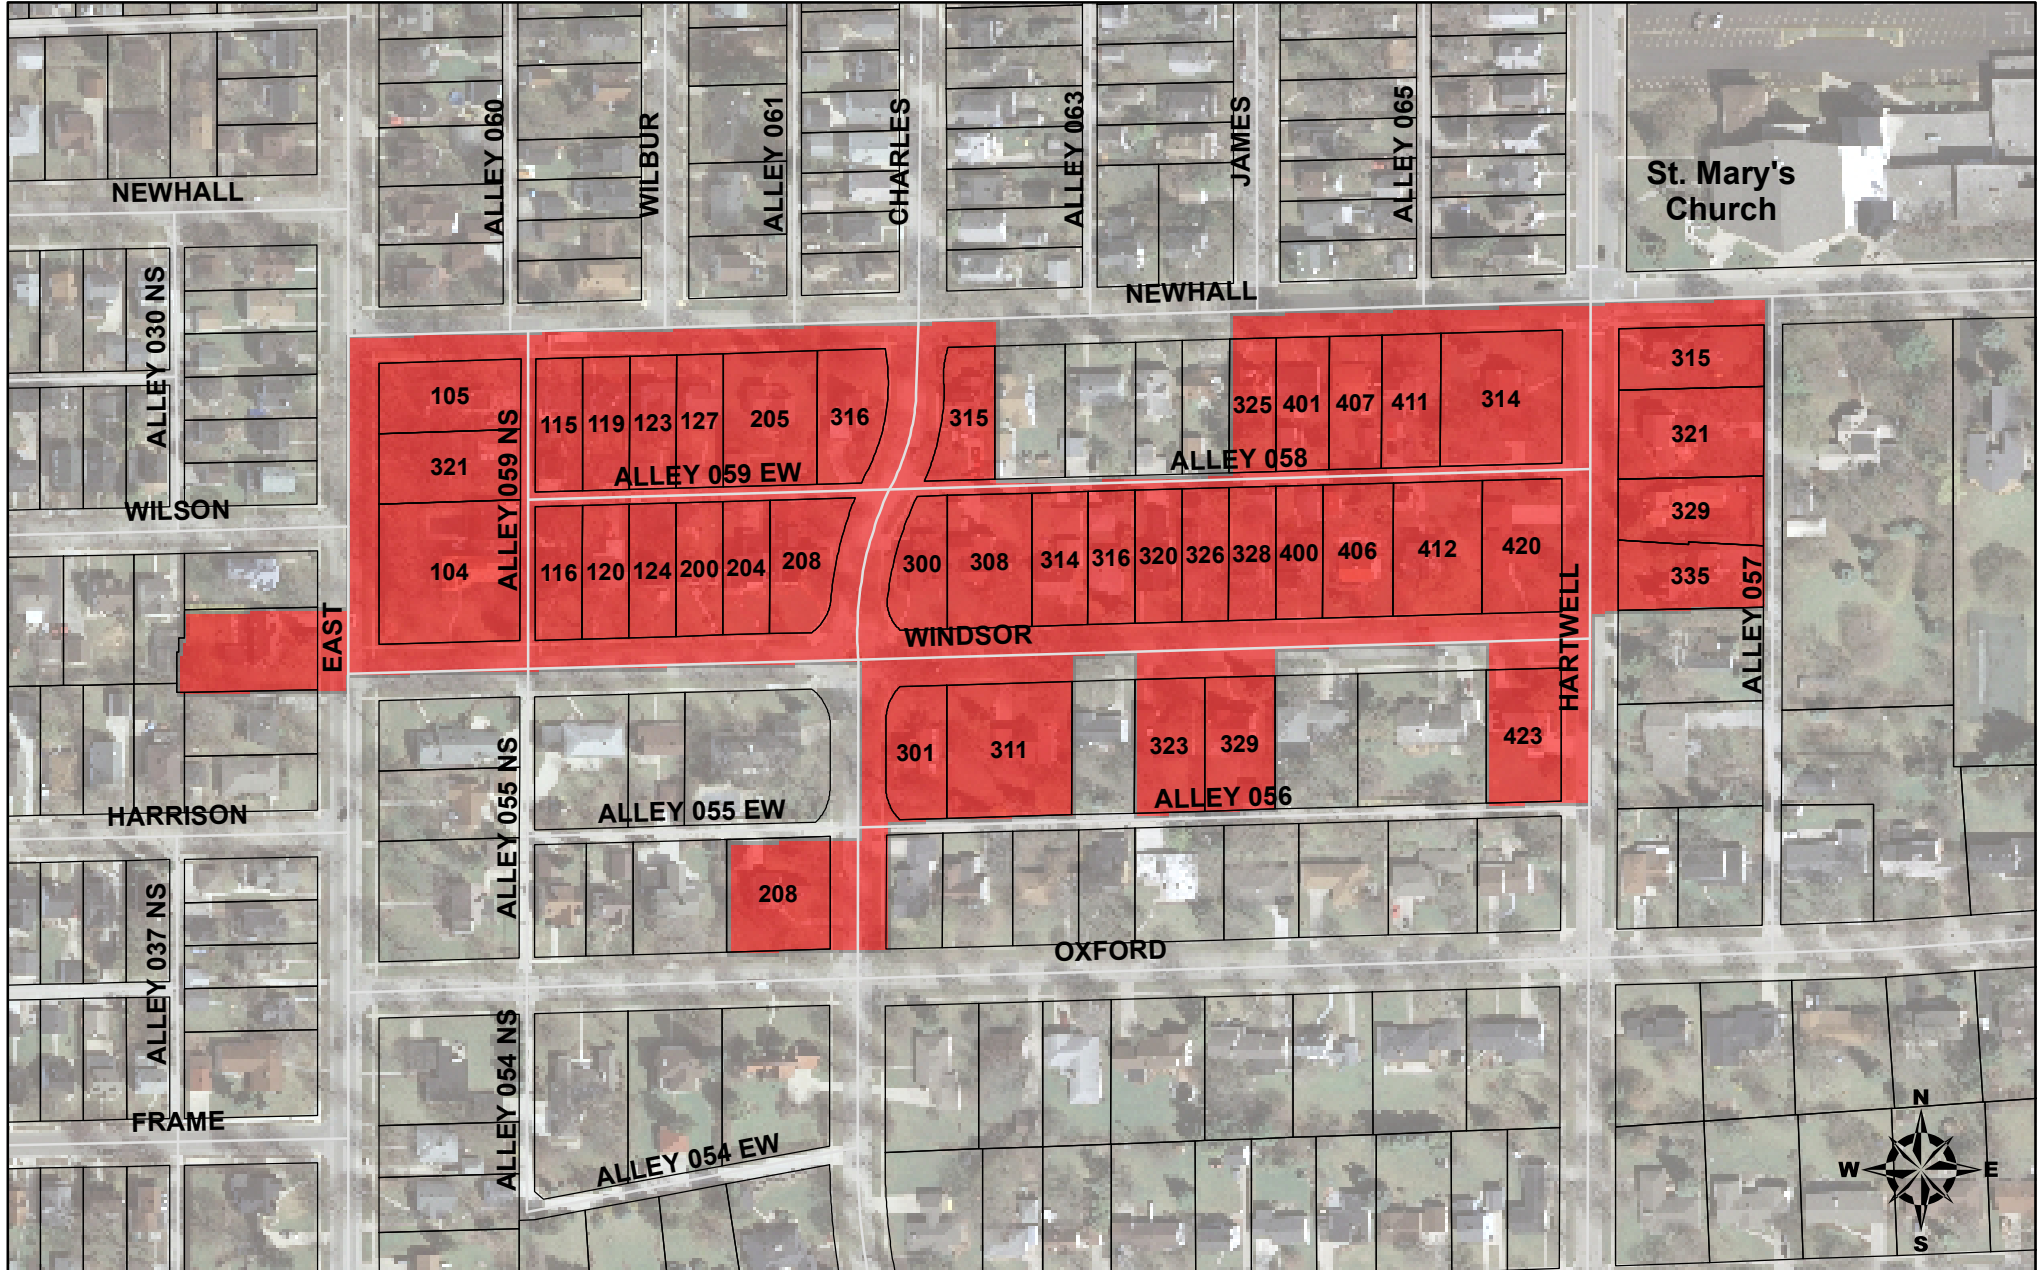 ALLEY 060
WILBUR
ALLEY 061
CHARLES
ALLEY 063
JAMES
ALLEY 065
St. Mary's
Church
NEWHALL
ALLEY 030 NS
NEWHALL
105
321
104
ALLEY 059 NS
115 119 123 127 205 316
315
325 401 407 411 314
315
321
329
335
ALLEY 059 EW
ALLEY 058
WILSON
116 120 124 200 204 208
300 308 314 316 320 326 328 400 406 412 420
EAST
WINDSOR
HARTWELL
ALLEY 057
301 311 323 329 423
ALLEY 055 NS
ALLEY 055 EW
ALLEY 056
HARRISON
208
ALLEY 037 NS
OXFORD
ALLEY 054 NS
FRAME
ALLEY 054 EW
N
W E
S